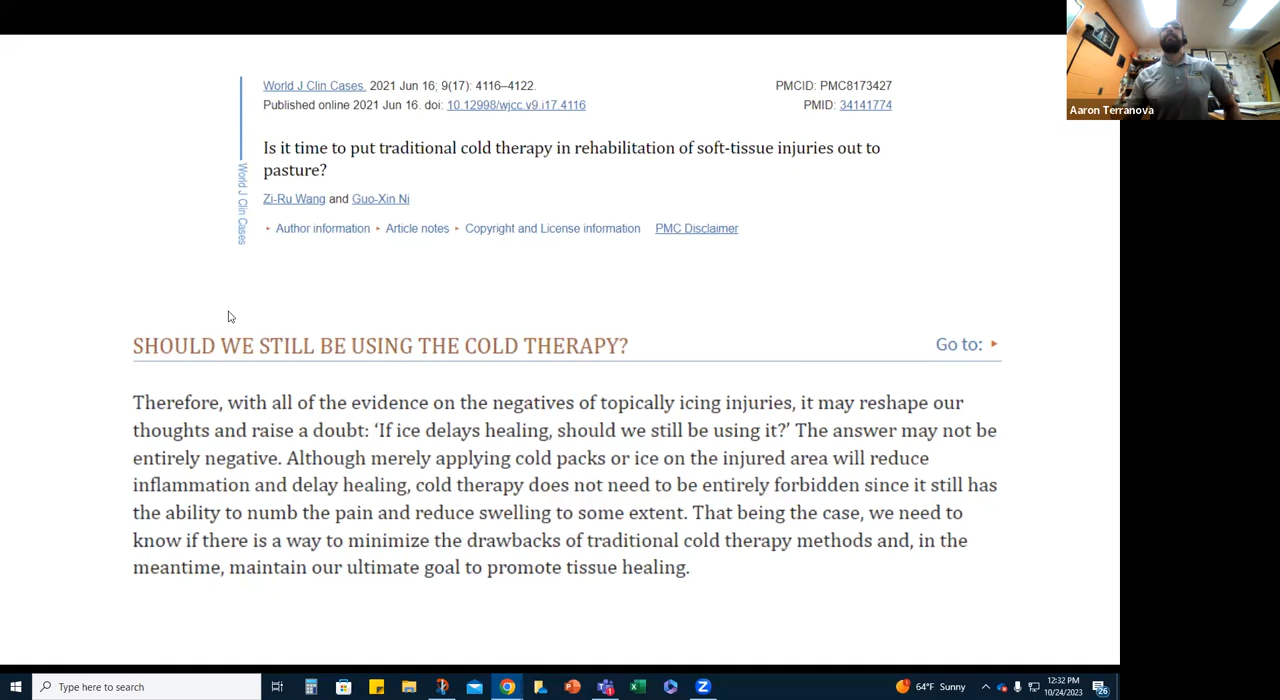 World J Clin Cases. 2021 Jun 16; 9(17): 4116–4122.
PMCID: PMC8173427
Published online 2021 Jun 16. doi: 10.12998/wjcc.v9.i17.4116
PMID: 34141774
World J Clin Cases
Is it time to put traditional cold therapy in rehabilitation of soft-tissue injuries out to
pasture?
Zi-Ru Wang and Guo-Xin Ni
Author information Article notes Copyright and License information PMC Disclaimer
Aaron Terranova
SHOULD WE STILL BE USING THE COLD THERAPY?
Go to:
Therefore, with all of the evidence on the negatives of topically icing injuries, it may reshape our
thoughts and raise a doubt: ‘If ice delays healing, should we still be using it?’ The answer may not be
entirely negative. Although merely applying cold packs or ice on the injured area will reduce
inflammation and delay healing, cold therapy does not need to be entirely forbidden since it still has
the ability to numb the pain and reduce swelling to some extent. That being the case, we need to
know if there is a way to minimize the drawbacks of traditional cold therapy methods and, in the
meantime, maintain our ultimate goal to promote tissue healing.
Type here to search
64°F Sunny
12:32 PM
10/24/2023
26